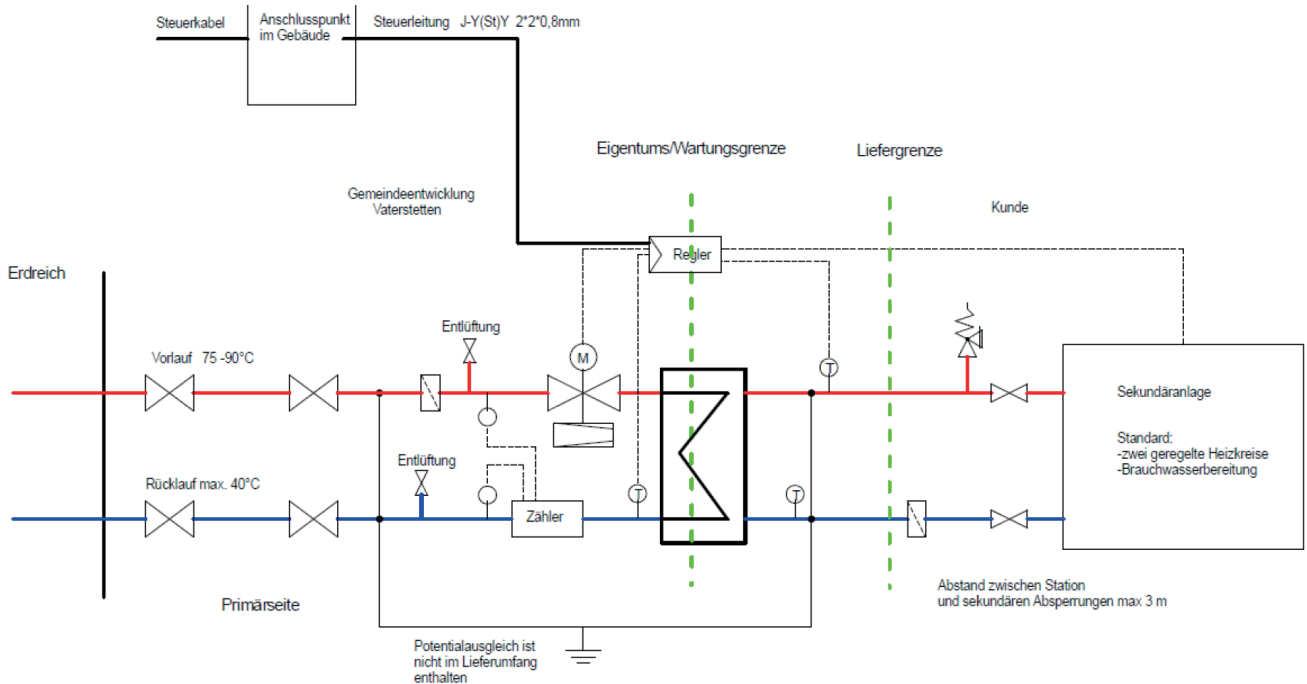 Steuerkabel
Anschlusspunkt
im Gebäude
Steuerleitung J-Y(St)Y 2*2*0,8mm
Eigentums/Wartungsgrenze
Liefergrenze
Gemeindeentwicklung
Vaterstetten
Kunde
Regler
Erdreich
Entlüftung
Vorlauf 75 -90°C
M
T
Sekundäranlage
Standard:
-zwei geregelte Heizkreise
-Brauchwasserbereitung
Entlüftung
Rücklauf max. 40°C
T
T
Zähler
Abstand zwischen Station
und sekundären Absperrungen max 3 m
Primärseite
Potentialausgleich ist
nicht im Lieferumfang
enthalten